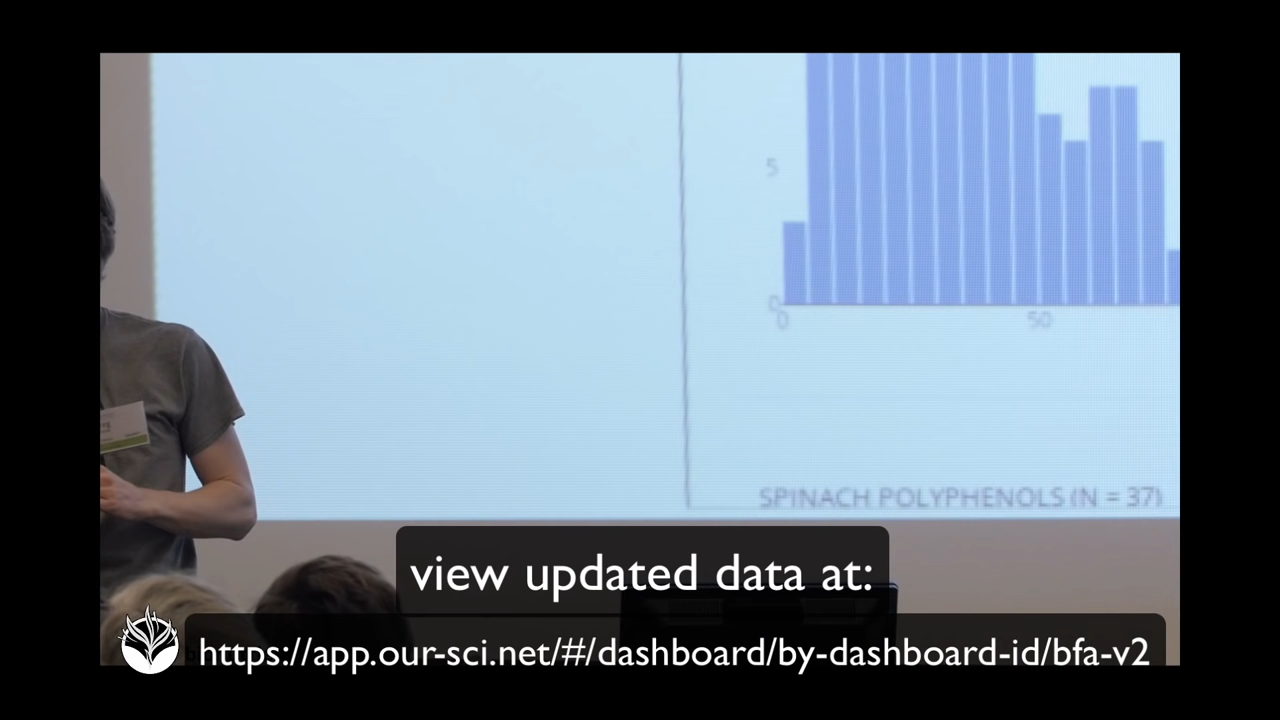 5
0
0
50
SPINACH POLYPHENOLS (N = 37)
view updated data at:
https://app.our-sci.net/#/dashboard/by-dashboard-id/bfa-v2